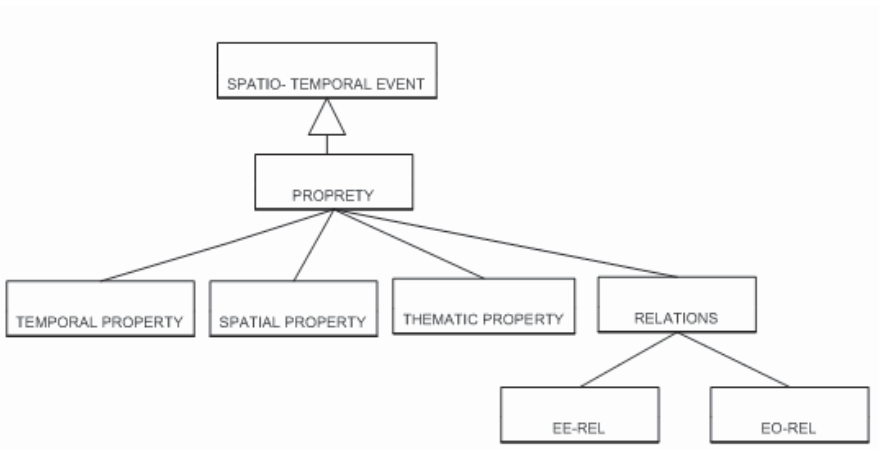 SPATIO- TEMPORAL EVENT
PROPRETY
TEMPORAL PROPERTY
SPATIAL PROPERTY
THEMATIC PROPERTY
RELATIONS
EE-REL
EO-REL